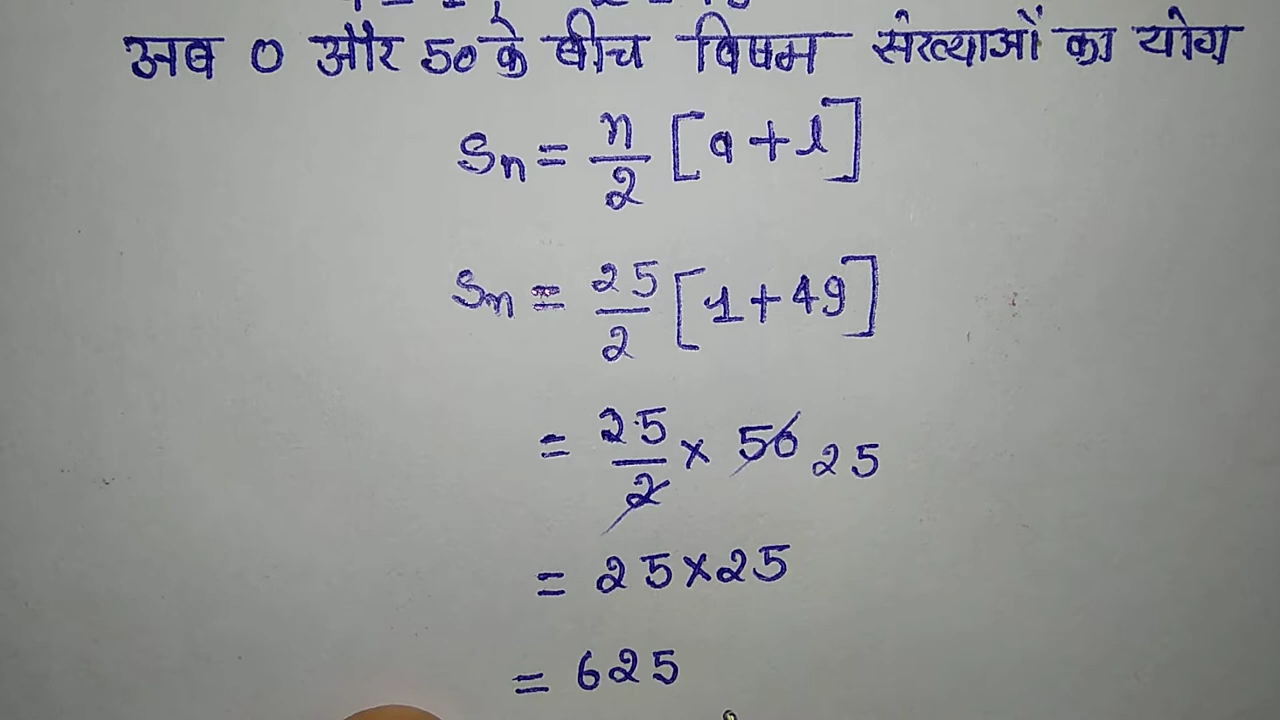 अब 0 और 50 के बीच विषम संख्याओं का योग
Sn = n/2 [a+l]
Sn = 25/2 [1+49]
= 25/2 × 50 25
= 25×25
= 625